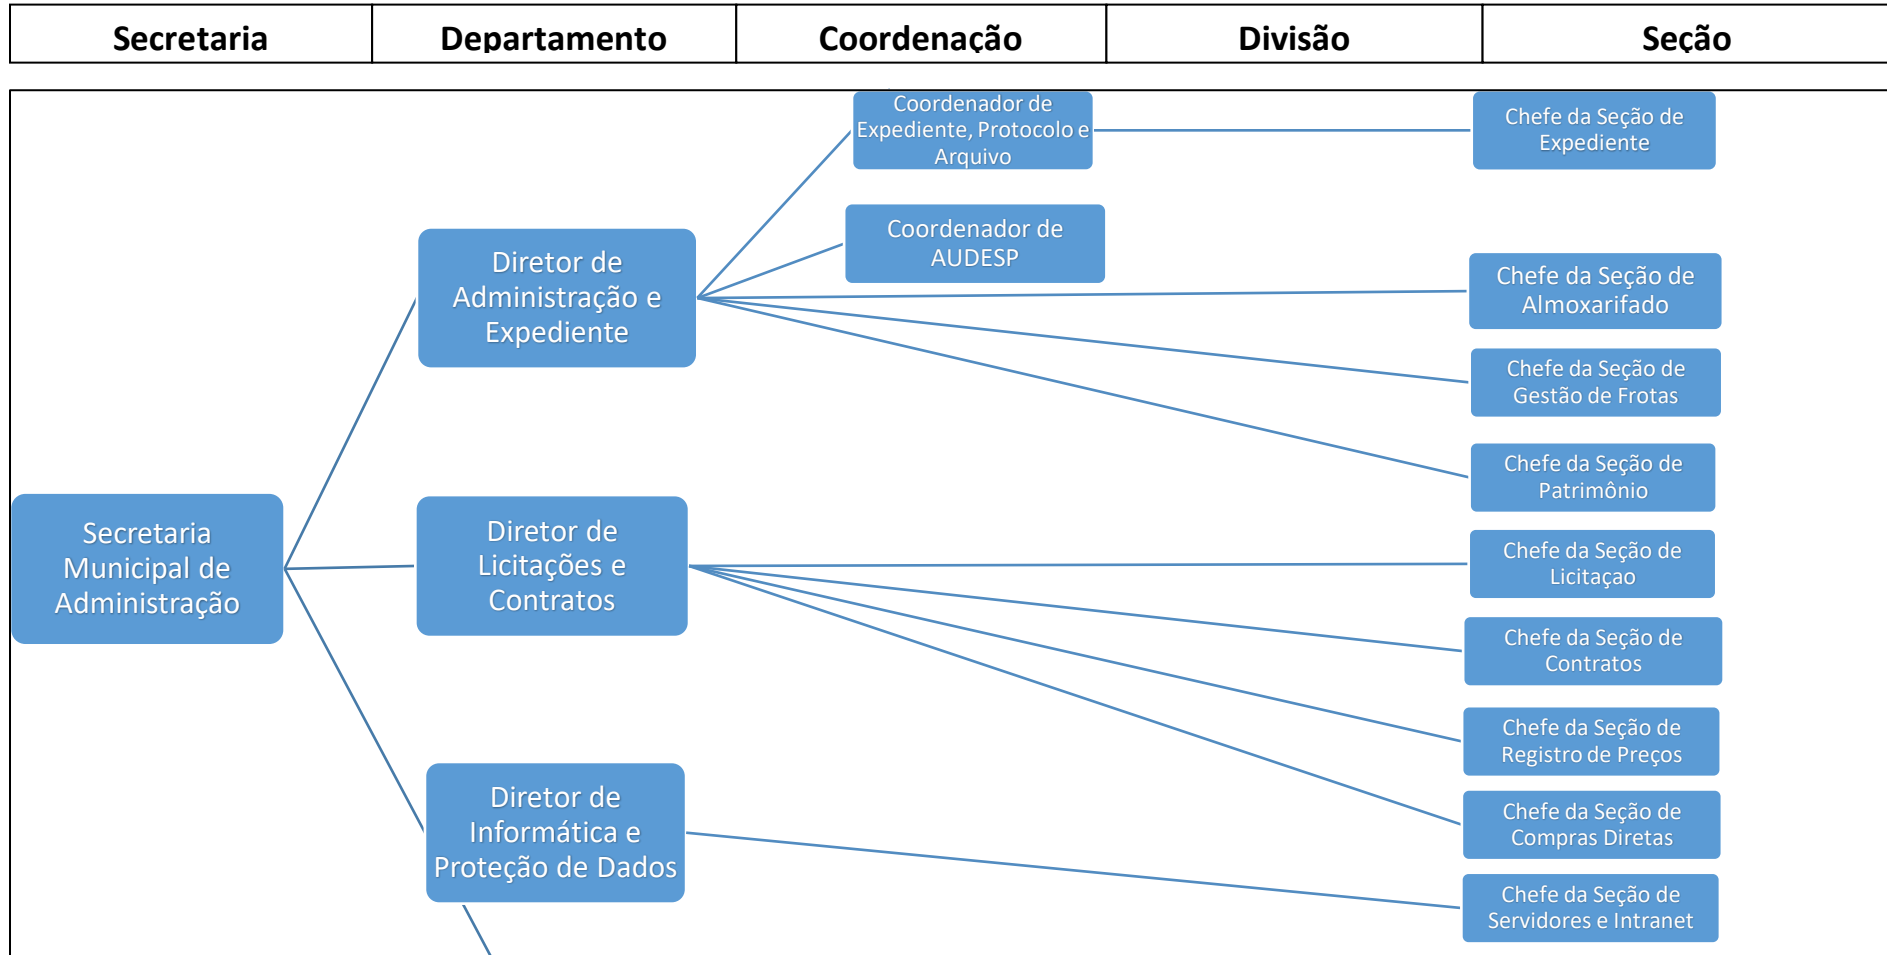 Secretaria
Departamento
Coordenação
Divisão
Seção
Coordenador de
Expediente, Protocolo e
Arquivo
Chefe da Seção de
Expediente
Coordenador de
AUDESP
Diretor de
Administração e
Expediente
Chefe da Seção de
Almoxarifado
Chefe da Seção de
Gestão de Frotas
Chefe da Seção de
Patrimônio
Secretaria
Municipal de
Administração
Diretor de
Licitações e
Contratos
Chefe da Seção de
Licitaçao
Chefe da Seção de
Contratos
Chefe da Seção de
Registro de Preços
Diretor de
Informática e
Proteção de Dados
Chefe da Seção de
Compras Diretas
Chefe da Seção de
Servidores e Intranet